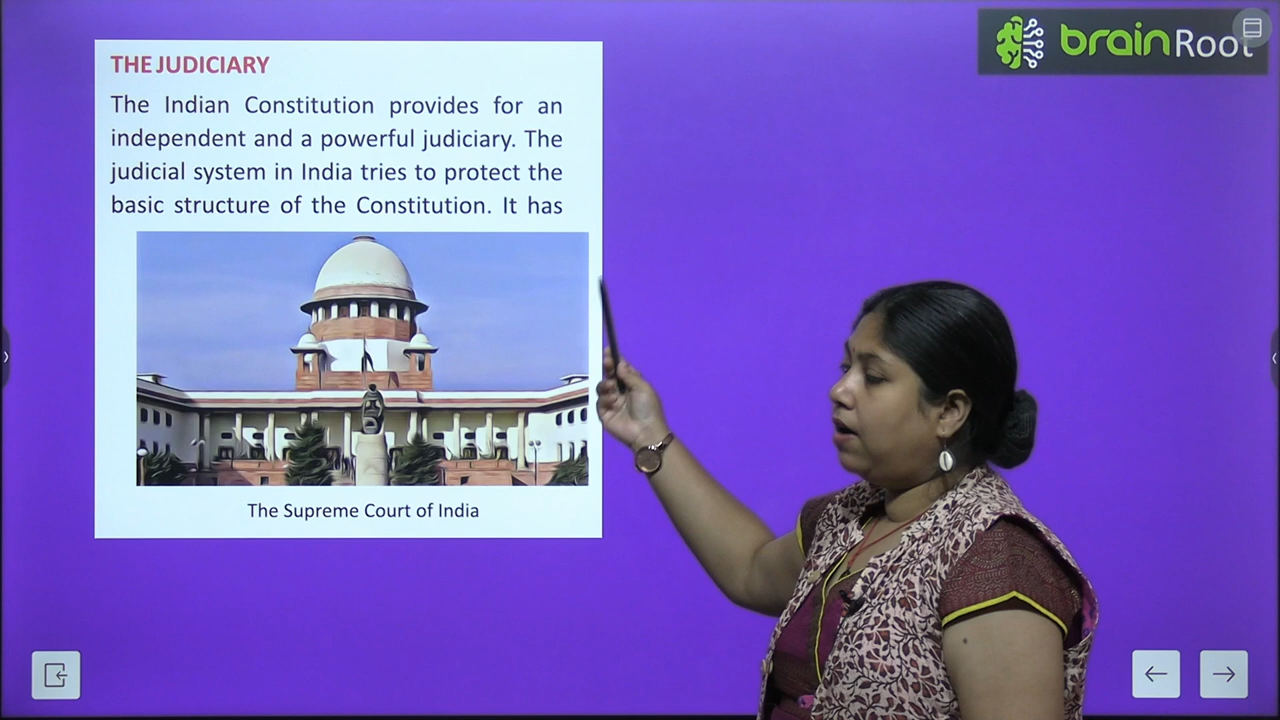 brainRoot
THE JUDICIARY
The Indian Constitution provides for an
independent and a powerful judiciary. The
judicial system in India tries to protect the
basic structure of the Constitution. It has
The Supreme Court of India